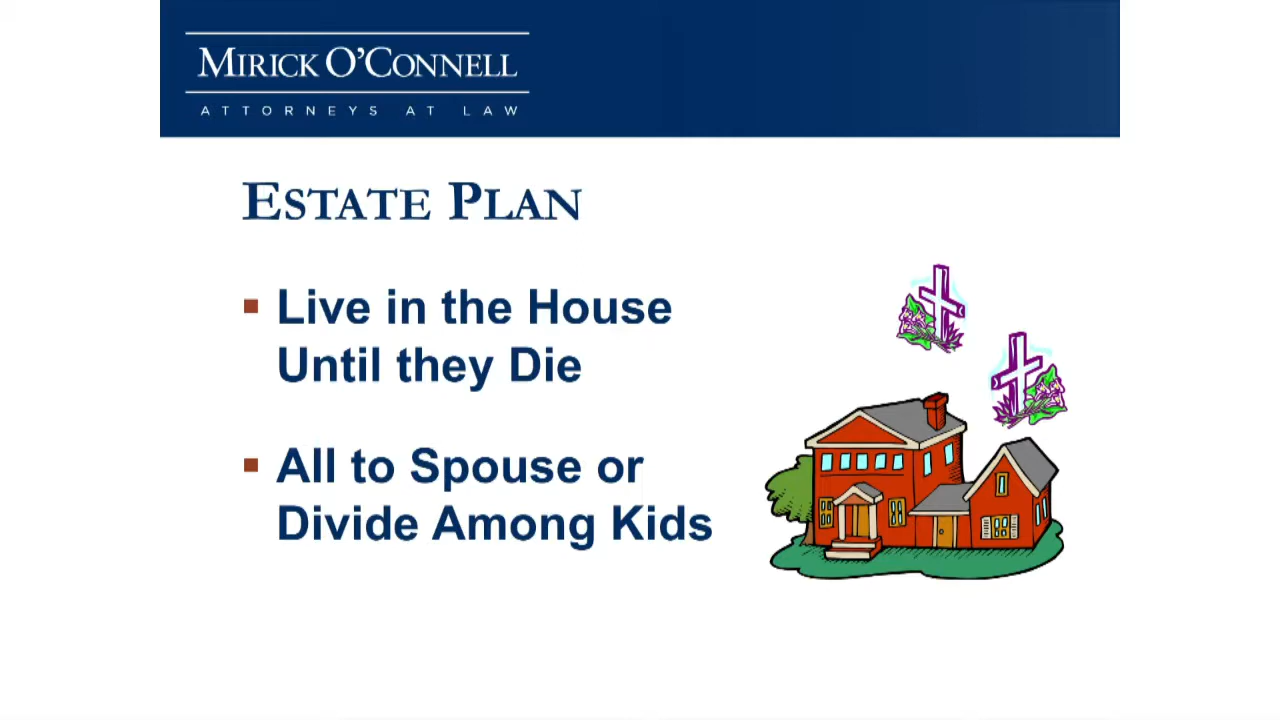 MIRICK O'CONNELL
ATTORNEYS AT LAW
ESTATE PLAN
▪ Live in the House
Until they Die
▪ All to Spouse or
Divide Among Kids